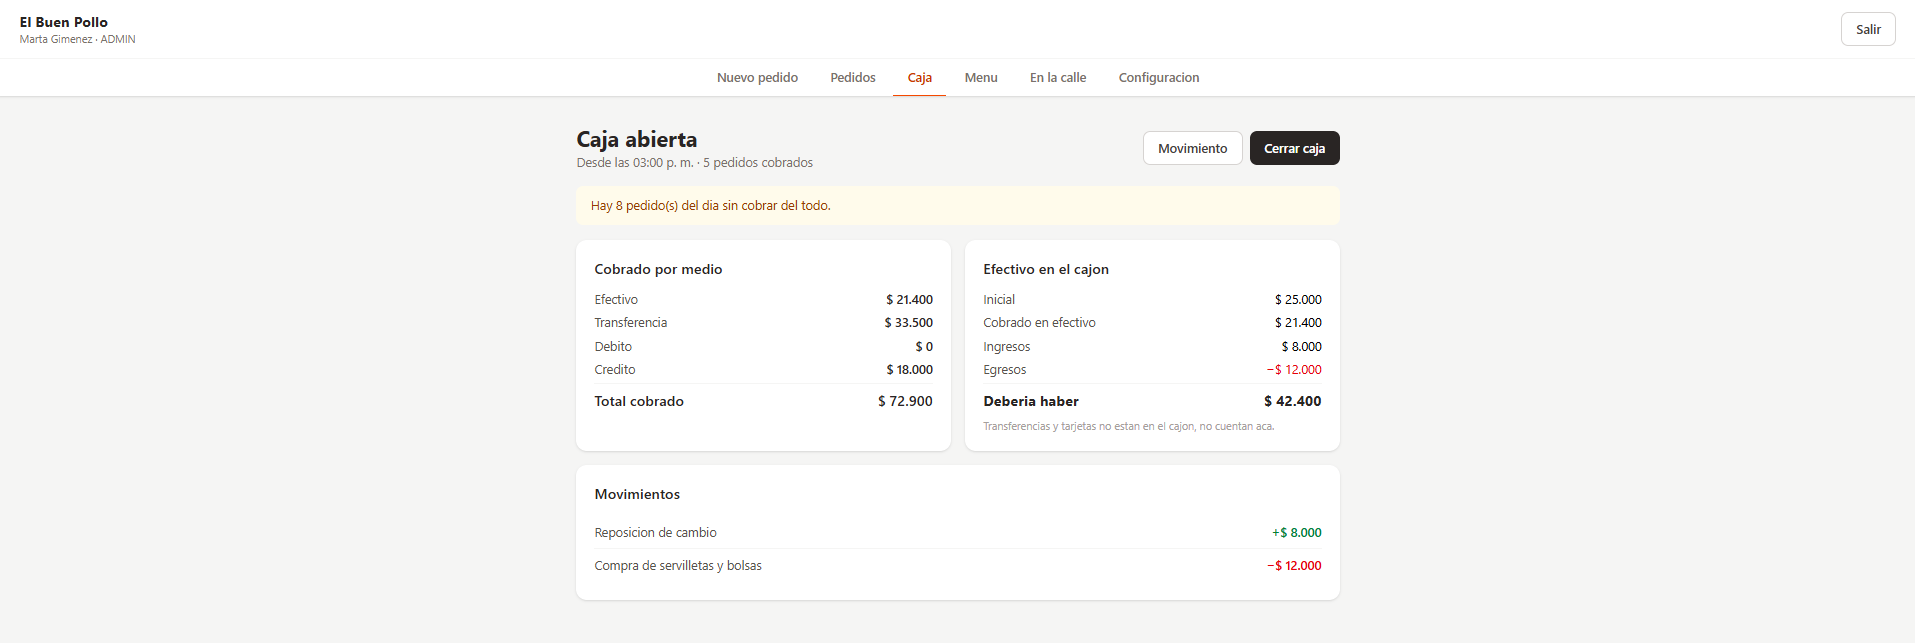 El Buen Pollo
Marta Gimenez · ADMIN
Salir
Nuevo pedido
Pedidos
Caja
Menu
En la calle
Configuracion
Caja abierta
Desde las 03:00 p. m. · 5 pedidos cobrados
Movimiento
Cerrar caja
Hay 8 pedido(s) del dia sin cobrar del todo.
Cobrado por medio
Efectivo $ 21.400
Transferencia $ 33.500
Debito $ 0
Credito $ 18.000
Total cobrado $ 72.900
Efectivo en el cajon
Inicial $ 25.000
Cobrado en efectivo $ 21.400
Ingresos $ 8.000
Egresos −$ 12.000
Deberia haber $ 42.400
Transferencias y tarjetas no estan en el cajon, no cuentan aca.
Movimientos
Reposicion de cambio +$ 8.000
Compra de servilletas y bolsas −$ 12.000